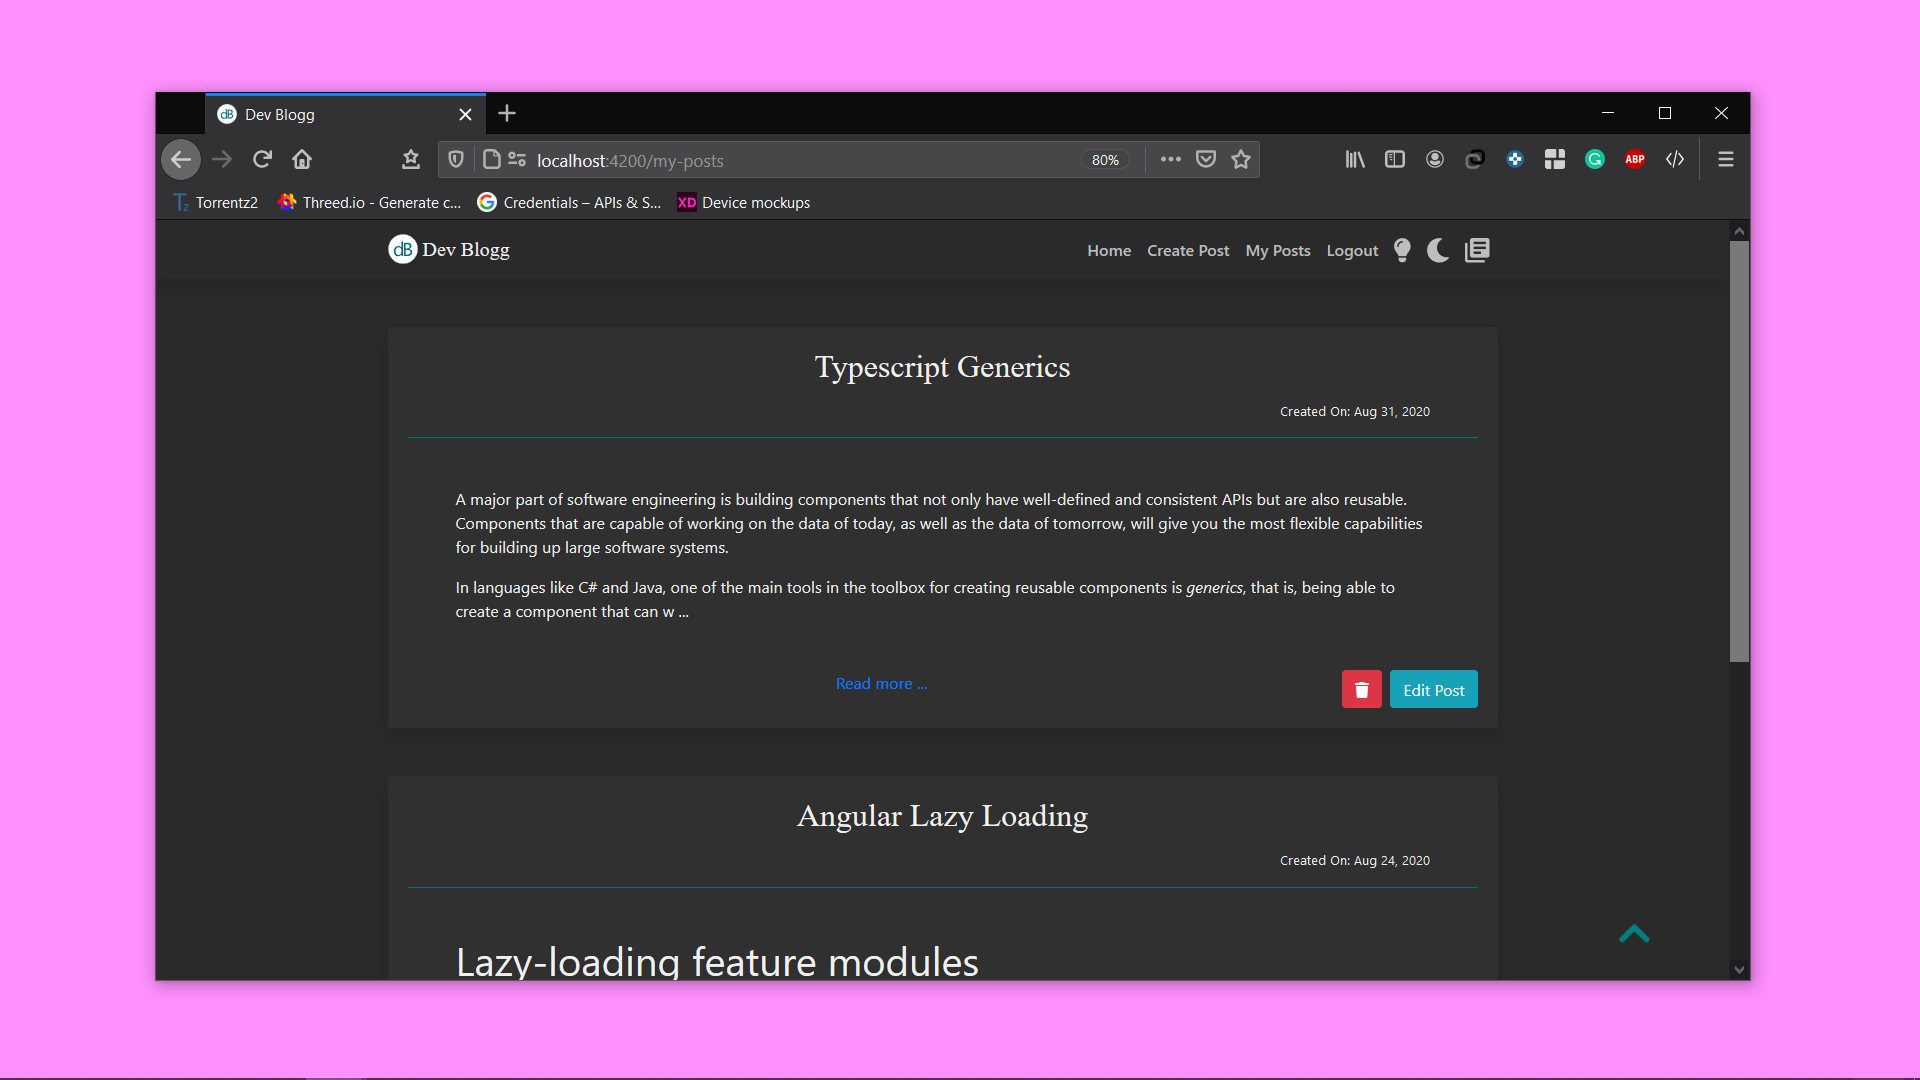 dB Dev Blogg
localhost:4200/my-posts 80% ABP
Tz Torrentz2 Threed.io - Generate c... G Credentials – APIs & S... XD Device mockups
dB Dev Blogg Home Create Post My Posts Logout
Typescript Generics
Created On: Aug 31, 2020
A major part of software engineering is building components that not only have well-defined and consistent APIs but are also reusable.
Components that are capable of working on the data of today, as well as the data of tomorrow, will give you the most flexible capabilities
for building up large software systems.
In languages like C# and Java, one of the main tools in the toolbox for creating reusable components is generics, that is, being able to
create a component that can w ...
Read more ... Edit Post
Angular Lazy Loading
Created On: Aug 24, 2020
Lazy-loading feature modules